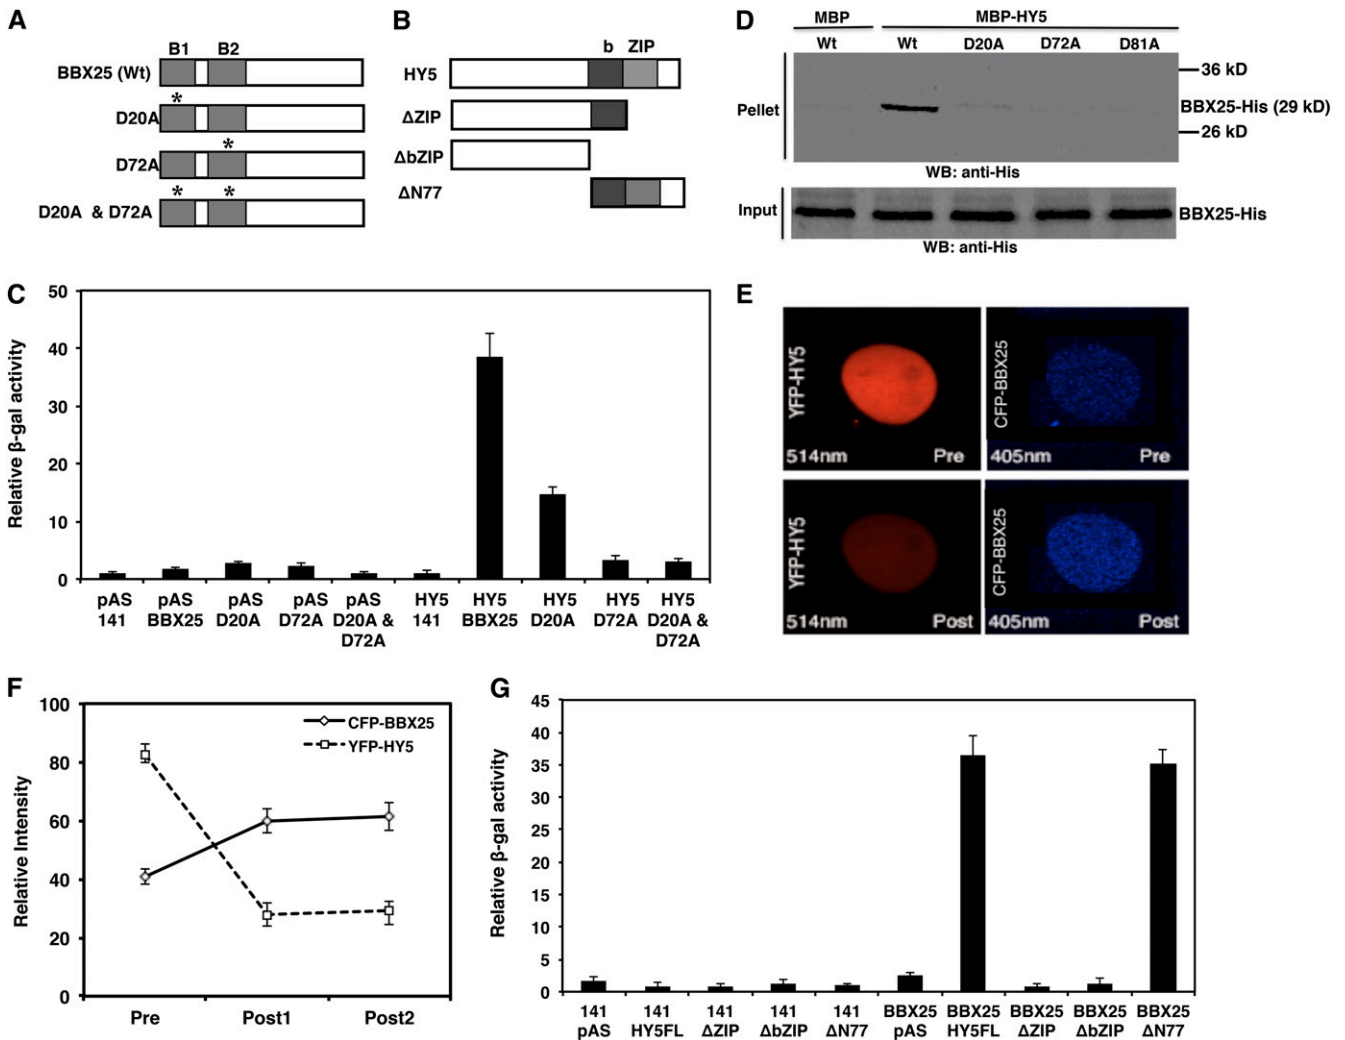 A
B1 B2
BBX25 (Wt)
*
D20A
*
D72A
* *
D20A & D72A
B
b ZIP
HY5
ΔZIP
ΔbZIP
ΔN77
D
MBP MBP-HY5
Wt Wt D20A D72A D81A
Pellet
36 kD
BBX25-His (29 kD)
26 kD
WB: anti-His
Input
BBX25-His
WB: anti-His
C
Relative β-gal activity
50
40
30
20
10
0
pAS pAS pAS pAS pAS HY5 HY5 HY5 HY5 HY5
141 BBX25 D20A D72A D20A & 141 BBX25 D20A D72A D20A &
D72A D72A
E
YFP-HY5
514nm Pre
CFP-BBX25
405nm Pre
YFP-HY5
514nm Post
CFP-BBX25
405nm Post
F
Relative Intensity
100
80
60
40
20
0
CFP-BBX25
YFP-HY5
Pre Post1 Post2
G
Relative β-gal activity
45
40
35
30
25
20
15
10
5
0
141 141 141 141 141 BBX25 BBX25 BBX25 BBX25 BBX25
pAS HY5FL ΔZIP ΔbZIP ΔN77 pAS HY5FL ΔZIP ΔbZIP ΔN77